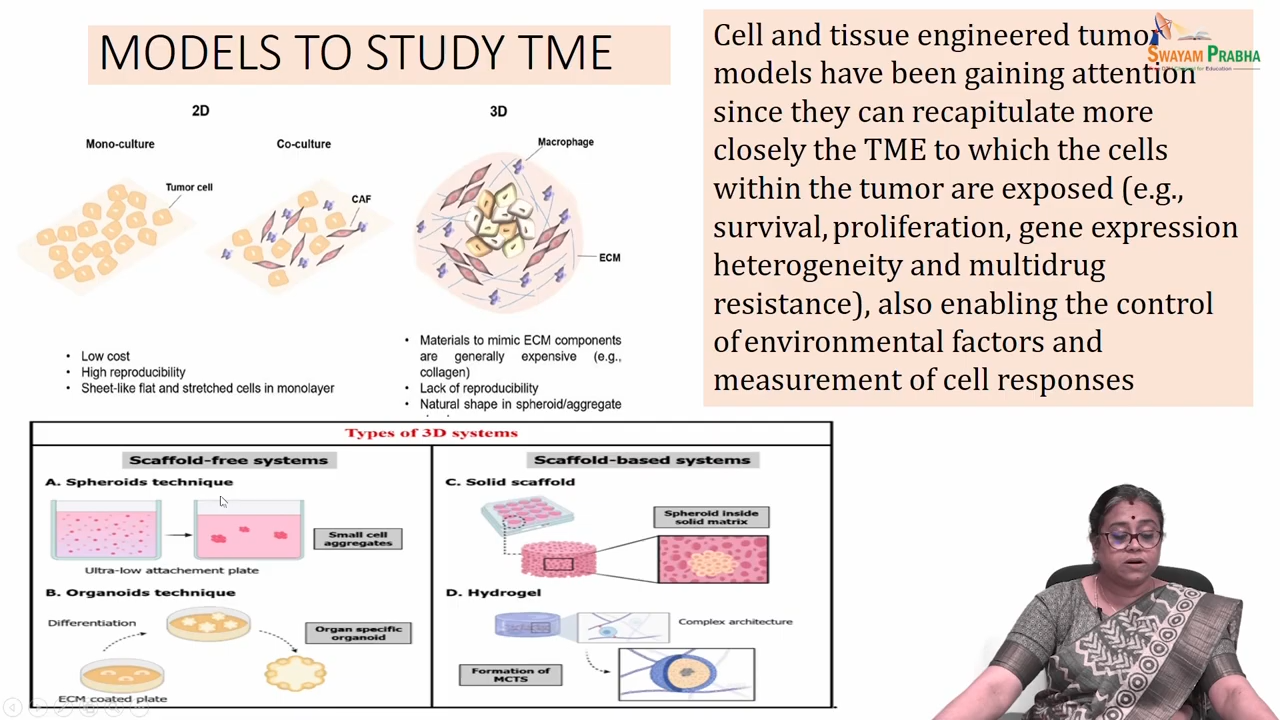 MODELS TO STUDY TME
2D
3D
Mono-culture
Co-culture
Macrophage
Tumor cell
CAF
ECM
• Low cost
• High reproducibility
• Sheet-like flat and stretched cells in monolayer
• Materials to mimic ECM components
are generally expensive (e.g.,
collagen)
• Lack of reproducibility
• Natural shape in spheroid/aggregate
Cell and tissue engineered tumor
models have been gaining attention
since they can recapitulate more
closely the TME to which the cells
within the tumor are exposed (e.g.,
survival, proliferation, gene expression
heterogeneity and multidrug
resistance), also enabling the control
of environmental factors and
measurement of cell responses
SWAYAM PRABHA
Types of 3D systems
Scaffold-free systems
A. Spheroids technique
Small cell
aggregates
Ultra-low attachement plate
B. Organoids technique
Differentiation
Organ specific
organoid
ECM coated plate
Scaffold-based systems
C. Solid scaffold
Spheroid inside
solid matrix
D. Hydrogel
Complex architecture
Formation of
MCTS